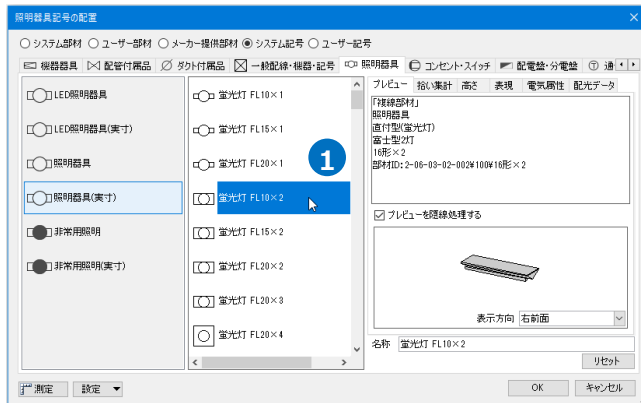 照明器具記号の配置
×
システム部材 ユーザー部材 メーカー提供部材 システム記号 ユーザー記号
機器器具 配管付属品 ダクト付属品 一般配線・機器・記号 照明器具 コンセント・スイッチ 配電盤・分電盤 通
LED照明器具
LED照明器具(実寸)
照明器具
照明器具(実寸)
非常用照明
非常用照明(実寸)
蛍光灯 FL10×1
蛍光灯 FL15×1
蛍光灯 FL20×1
蛍光灯 FL10×2
蛍光灯 FL15×2
蛍光灯 FL20×2
蛍光灯 FL20×3
蛍光灯 FL20×4
1
プレビュー 拾い集計 高さ 表現 電気属性 配光データ
「複線部材」
照明器具
直付型(蛍光灯)
富士型2灯
16形×2
部材ID:2-06-03-02-002¥100¥16形×2
プレビューを隠線処理する
表示方向 右前面
名称 蛍光灯 FL10×2
リセット
測定 設定 OK キャンセル